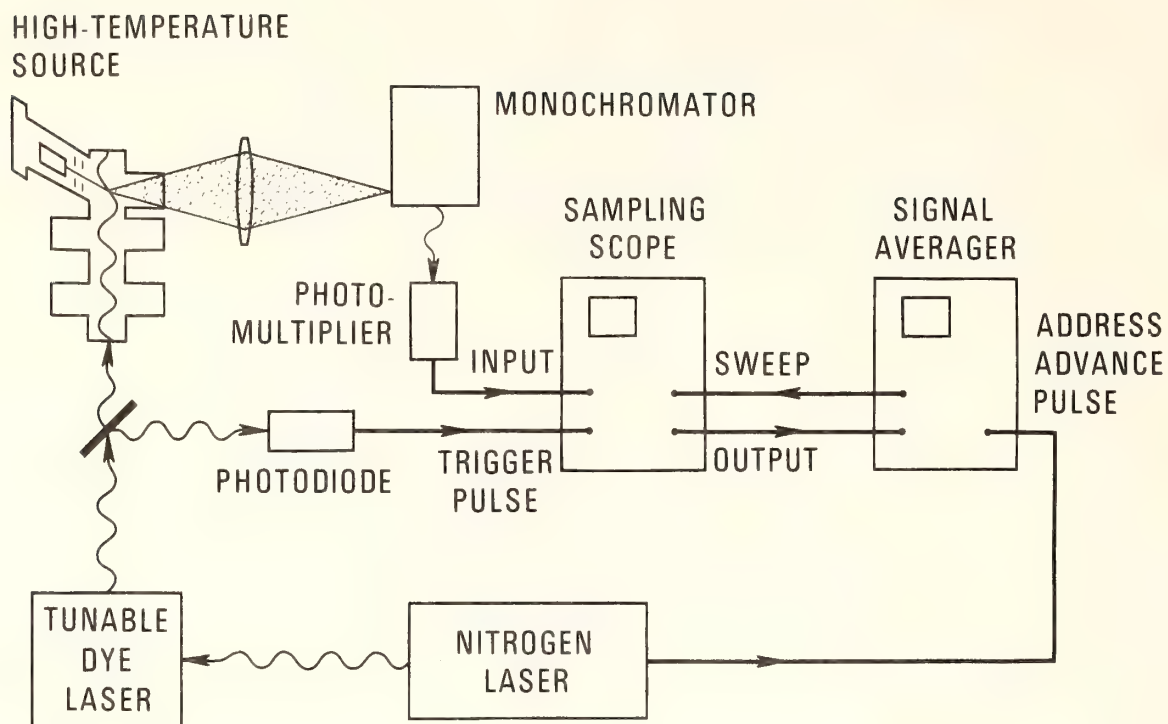 HIGH-TEMPERATURE
SOURCE
MONOCHROMATOR
SAMPLING
SCOPE
SIGNAL
AVERAGER
PHOTO-
MULTIPLIER
INPUT
SWEEP
ADDRESS
ADVANCE
PULSE
PHOTODIODE
TRIGGER
PULSE
OUTPUT
TUNABLE
DYE
LASER
NITROGEN
LASER